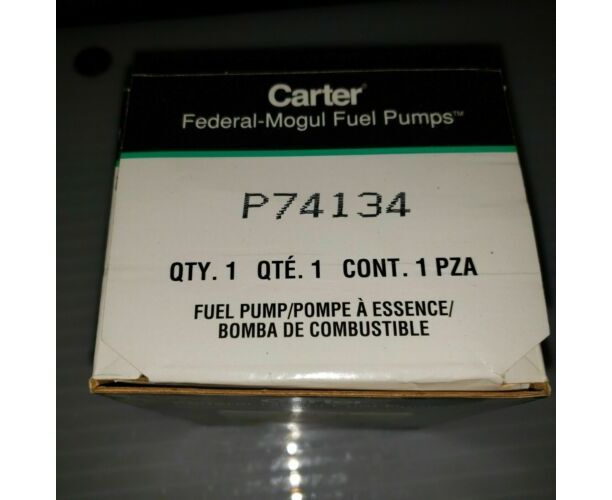 Carter®
Federal-Mogul Fuel Pumps™
P74134
QTY. 1 QTÉ. 1 CONT. 1 PZA
FUEL PUMP/POMPE À ESSENCE/
BOMBA DE COMBUSTIBLE